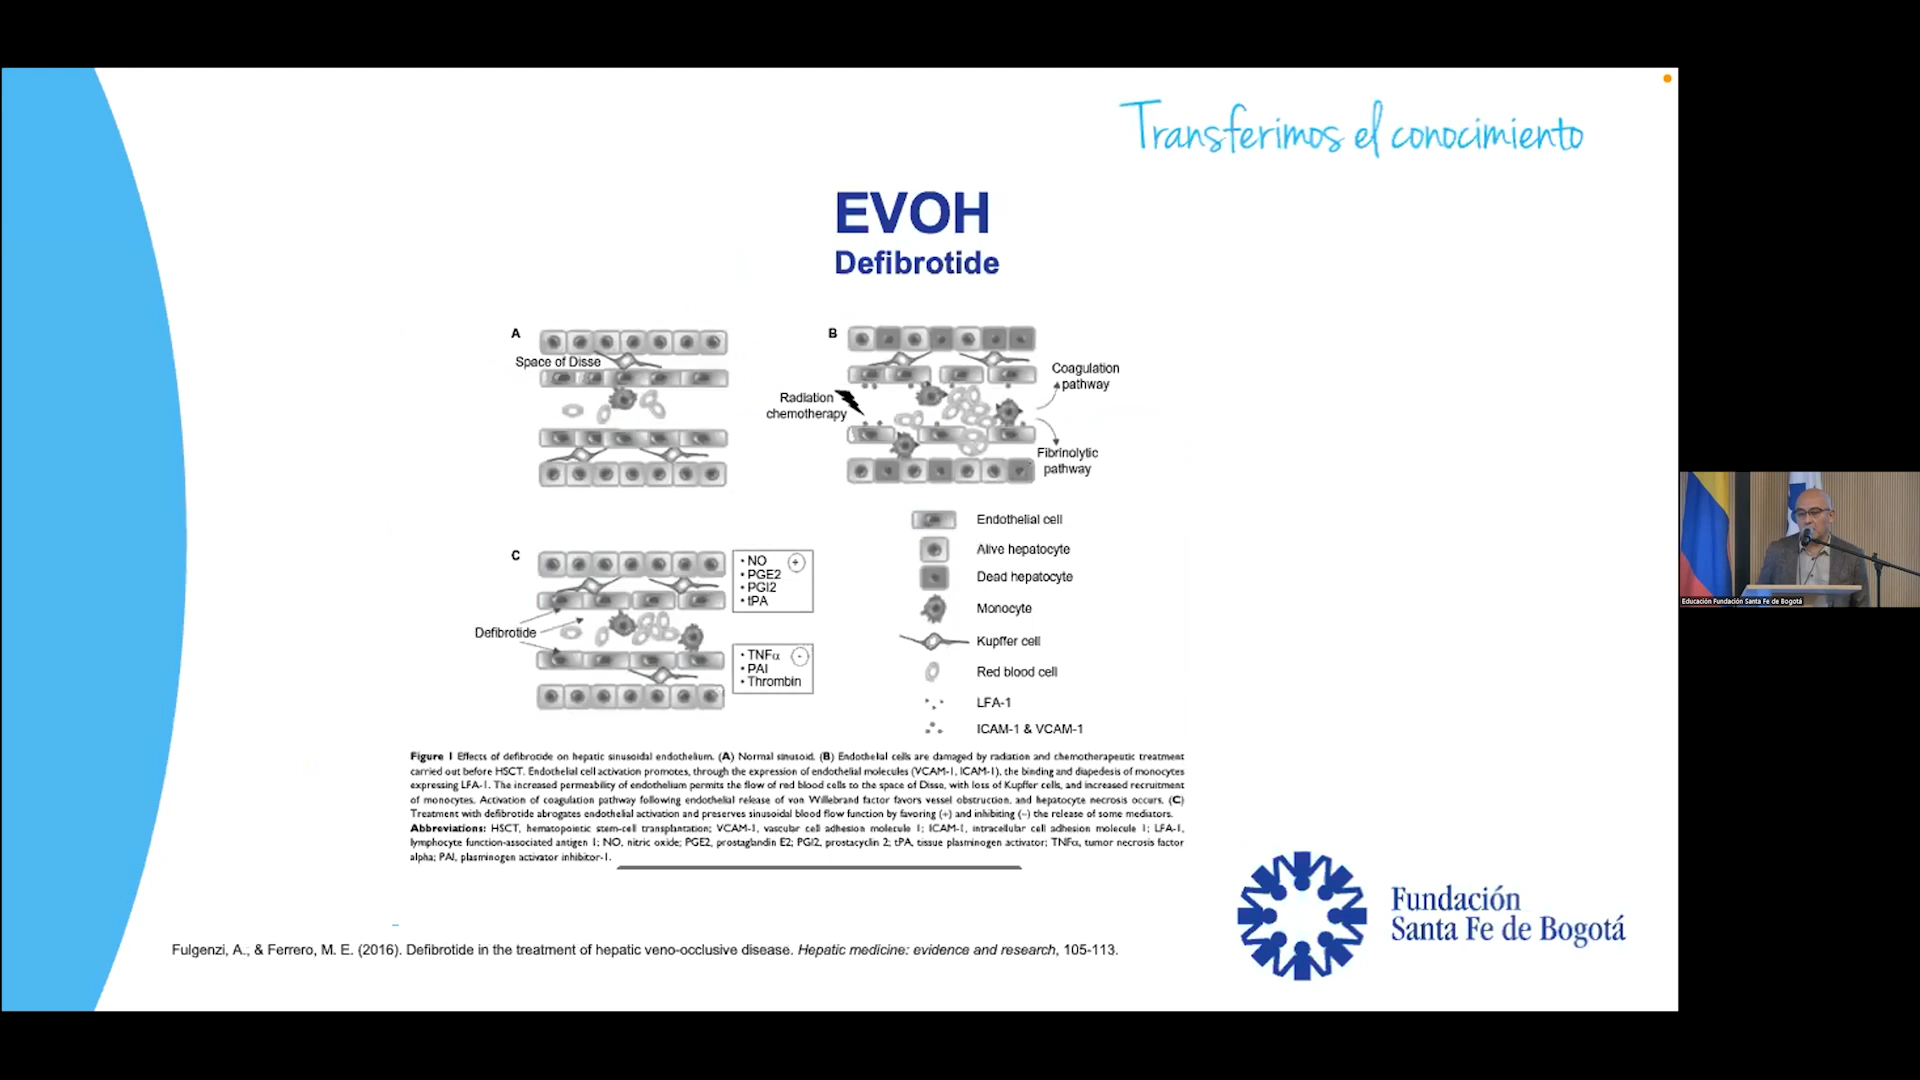 Transferimos el conocimiento
EVOH
Defibrotide
A
Space of Disse
B
Radiation
chemotherapy
Coagulation
pathway
Fibrinolytic
pathway
C
Defibrotide
• NO
• PGE2
• PGI2
• tPA
+
• TNFα
• PAI
• Thrombin
-
Endothelial cell
Alive hepatocyte
Dead hepatocyte
Monocyte
Kupffer cell
Red blood cell
LFA-1
ICAM-1 & VCAM-1
Figure 1 Effects of defibrotide on hepatic sinusoidal endothelium. (A) Normal sinusoid. (B) Endothelial cells are damaged by radiation and chemotherapeutic treatment
carried out before HSCT. Endothelial cell activation promotes, through the expression of endothelial molecules (VCAM-1, ICAM-1), the binding and diapedesis of monocytes
expressing LFA-1. The increased permeability of endothelium permits the flow of red blood cells to the space of Disse, with loss of Kupffer cells, and increased recruitment
of monocytes. Activation of coagulation pathway following endothelial release of von Willebrand factor favors vessel obstruction, and hepatocyte necrosis occurs. (C)
Treatment with defibrotide abrogates endothelial activation and preserves sinusoidal blood flow function by favoring (+) and inhibiting (–) the release of some mediators.
Abbreviations: HSCT, hematopoietic stem-cell transplantation; VCAM-1, vascular cell adhesion molecule 1; ICAM-1, intracellular cell adhesion molecule 1; LFA-1,
lymphocyte function-associated antigen 1; NO, nitric oxide; PGE2, prostaglandin E2; PGI2, prostacyclin 2; tPA, tissue plasminogen activator; TNFα, tumor necrosis factor
alpha; PAI, plasminogen activator inhibitor-1.
Fulgenzi, A., & Ferrero, M. E. (2016). Defibrotide in the treatment of hepatic veno-occlusive disease. Hepatic medicine: evidence and research, 105-113.
Fundación
Santa Fe de Bogotá
Educación Fundación Santa Fe de Bogotá